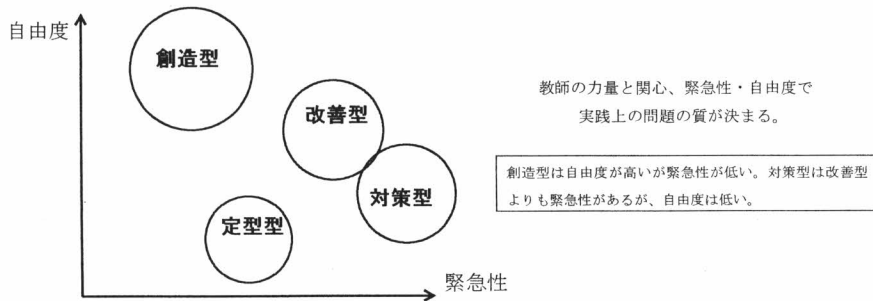 自由度
創造型
改善型
対策型
定型型
緊急性
教師の力量と関心、緊急性・自由度で
実践上の問題の質が決まる。
創造型は自由度が高いが緊急性が低い。対策型は改善型
よりも緊急性があるが、自由度は低い。